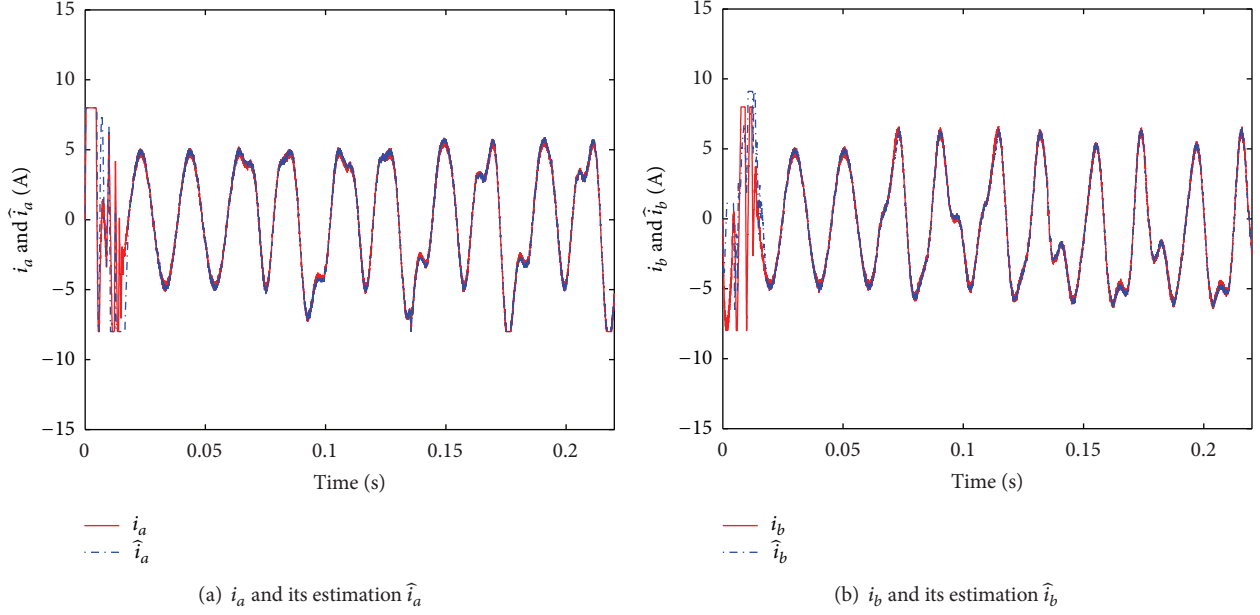 15
10
5
0
−5
−10
−15
i_a and î_a (A)
0
0.05
0.1
0.15
0.2
Time (s)
i_a
î_a
(a) i_a and its estimation î_a
15
10
5
0
−5
−10
−15
i_b and î_b (A)
0
0.05
0.1
0.15
0.2
Time (s)
i_b
î_b
(b) i_b and its estimation î_b